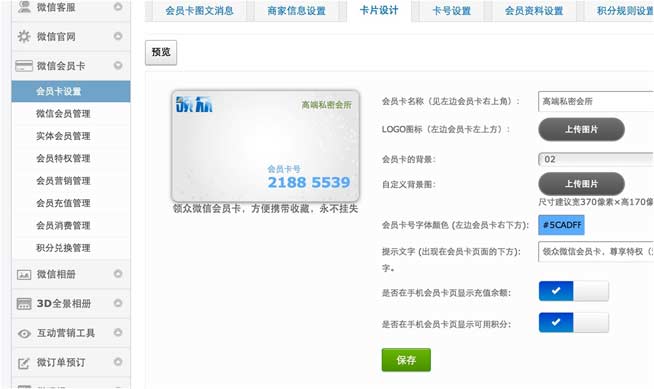 微信客服
会员卡图文消息
商家信息设置
卡片设计
卡号设置
会员资料设置
积分规则设置
微信官网
预览
微信会员卡
会员卡设置
微信会员管理
实体会员管理
会员特权管理
会员营销管理
会员充值管理
会员消费管理
积分兑换管理
微信相册
3D全景相册
互动营销工具
微订单预订
领众
高端私密会所
会员卡号
2188 5539
领众微信会员卡，方便携带收藏，永不挂失
会员卡名称（见左边会员卡右上角）：
高端私密会所
LOGO图标（左边会员卡左上方）：
上传图片
会员卡的背景：
02
自定义背景图：
上传图片
尺寸建议宽370像素×高170像
会员卡号字体颜色 (左边会员卡右下方)：
#5CADFF
提示文字 (出现在会员卡页面的下方)：
领众微信会员卡，尊享特权
字。
是否在手机会员卡页显示充值余额：
是否在手机会员卡页显示可用积分：
保存